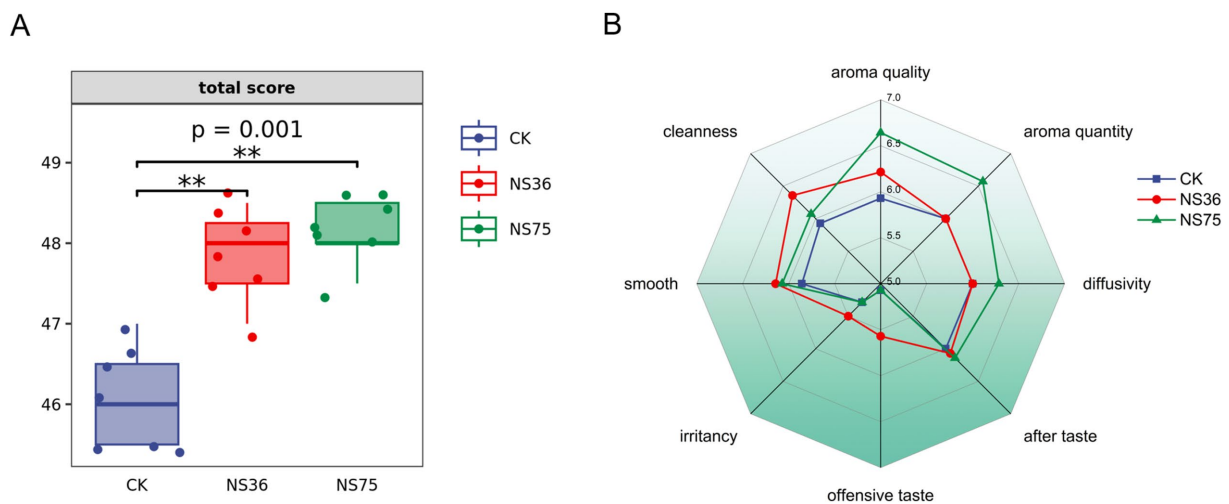 A
total score
p = 0.001
**
**
49
48
47
46
CK
NS36
NS75
CK
NS36
NS75
B
aroma quality
aroma quantity
diffusivity
after taste
offensive taste
irritancy
smooth
cleanness
7.0
6.5
6.0
5.5
5.0
CK
NS36
NS75